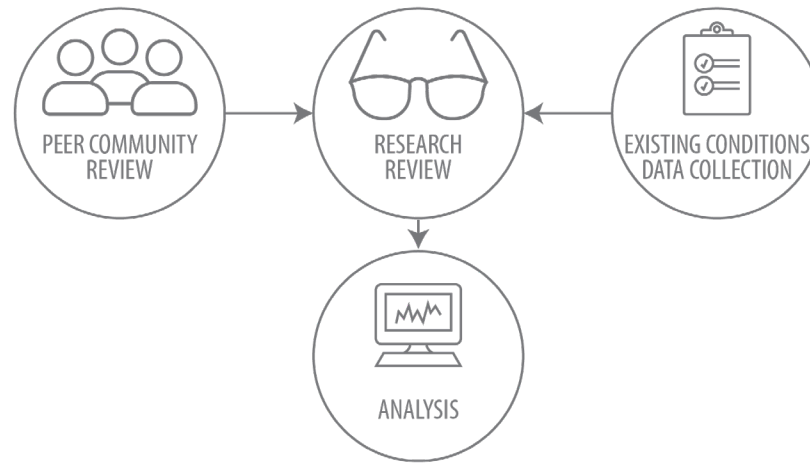 PEER COMMUNITY
REVIEW
RESEARCH
REVIEW
EXISTING CONDITIONS
DATA COLLECTION
ANALYSIS